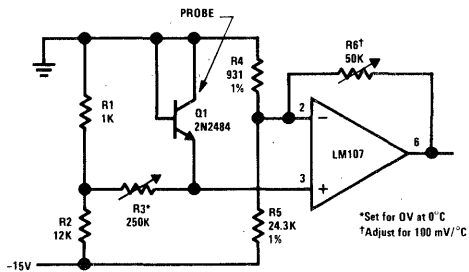 PROBE
R1
1K
Q1
2N2484
R4
931
1%
R6†
50K
2
3
6
LM107
R3*
250K
R2
12K
R5
24.3K
1%
−
+
*Set for 0V at 0°C
†Adjust for 100 mV/°C
−15V